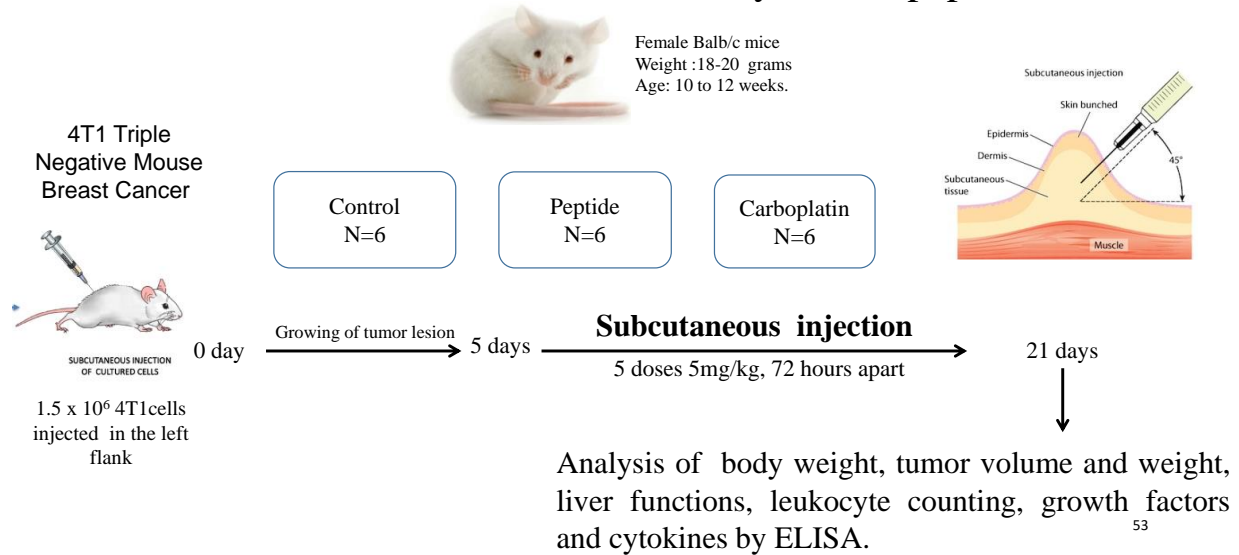 Female Balb/c mice
Weight :18-20 grams
Age: 10 to 12 weeks.
Subcutaneous injection
Skin bunched
Epidermis
Dermis
Subcutaneous
tissue
45°
Muscle
4T1 Triple
Negative Mouse
Breast Cancer
Control
N=6
Peptide
N=6
Carboplatin
N=6
SUBCUTANEOUS INJECTION
OF CULTURED CELLS
0 day
Growing of tumor lesion
5 days
Subcutaneous injection
5 doses 5mg/kg, 72 hours apart
21 days
1.5 x 10⁶ 4T1cells
injected in the left
flank
Analysis of body weight, tumor volume and weight,
liver functions, leukocyte counting, growth factors
and cytokines by ELISA.
53